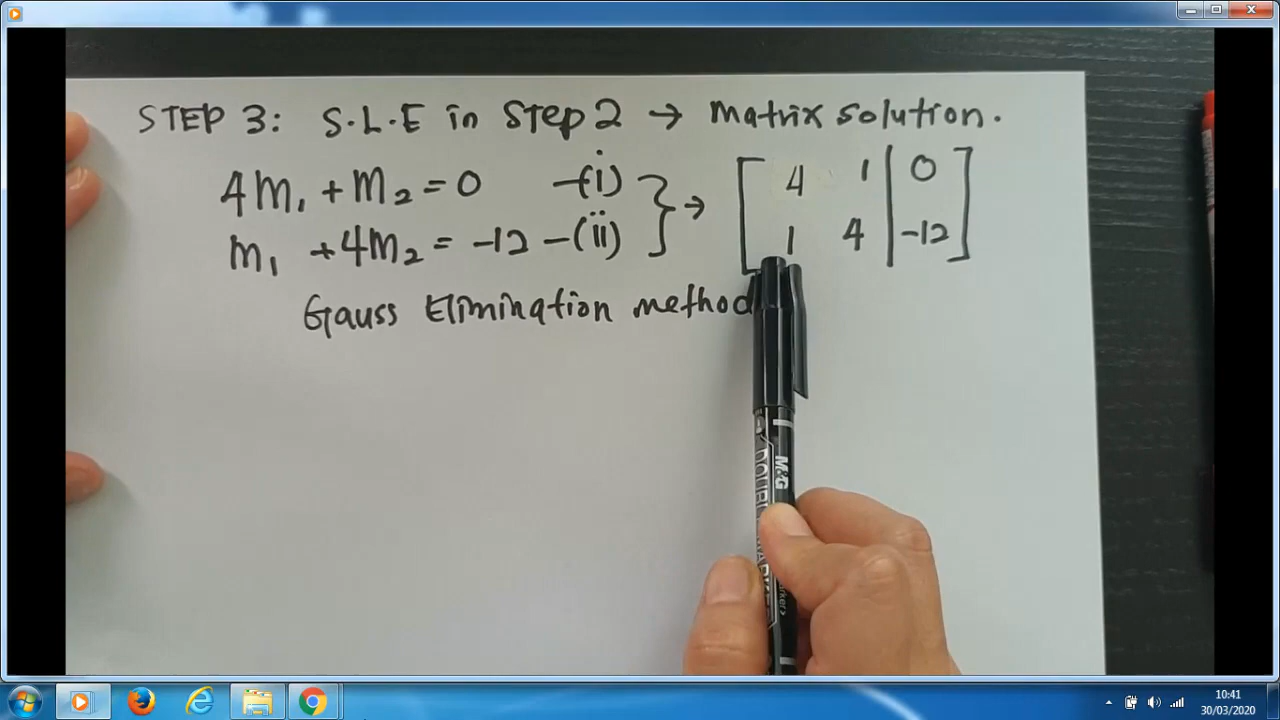 STEP 3: S.L.E in Step 2 → Matrix solution.
4M₁ + M₂ = 0 -(i) } → [ 4 1 | 0 ]
M₁ + 4M₂ = -12 -(ii) [ 1 4 | -12 ]
Gauss Elimination method
M&G
10:41
30/03/2020